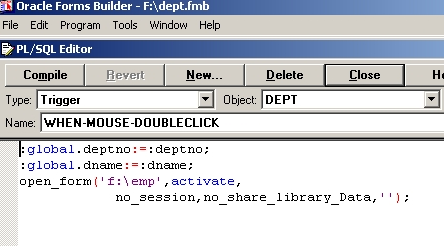 Oracle Forms Builder - F:\dept.fmb
File Edit Program Tools Window Help
PL/SQL Editor
Compile Revert New... Delete Close
Type: Trigger Object: DEPT
Name: WHEN-MOUSE-DOUBLECLICK
:global.deptno:=:deptno;
:global.dname:=:dname;
open_form('f:\emp',activate,
no_session,no_share_library_Data,'');